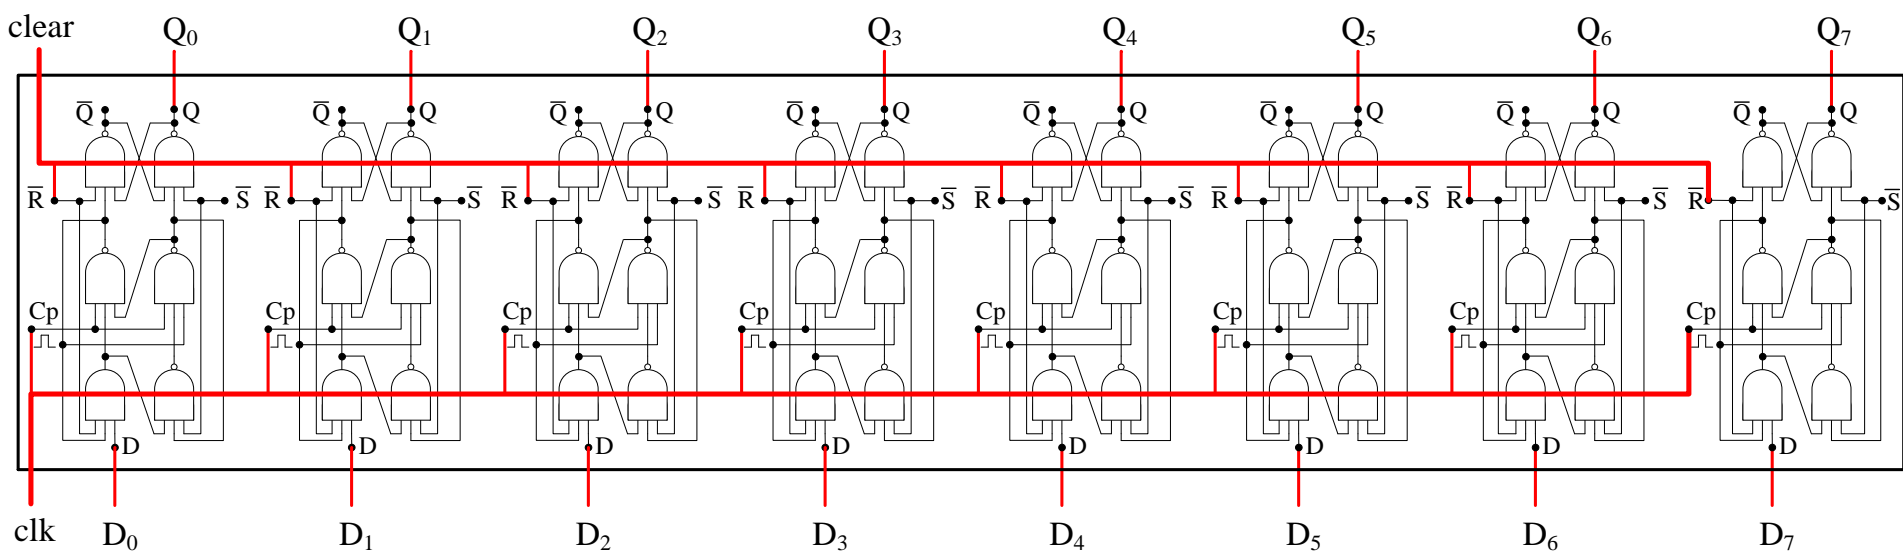 clear Q0 Q1 Q2 Q3 Q4 Q5 Q6 Q7
Q̅ Q Q̅ Q Q̅ Q Q̅ Q Q̅ Q Q̅ Q Q̅ Q Q̅ Q
R̅ S̅ R̅ S̅ R̅ S̅ R̅ S̅ R̅ S̅ R̅ S̅ R̅ S̅ R̅ S̅
Cp Cp Cp Cp Cp Cp Cp Cp
D D D D D D D D
clk D0 D1 D2 D3 D4 D5 D6 D7